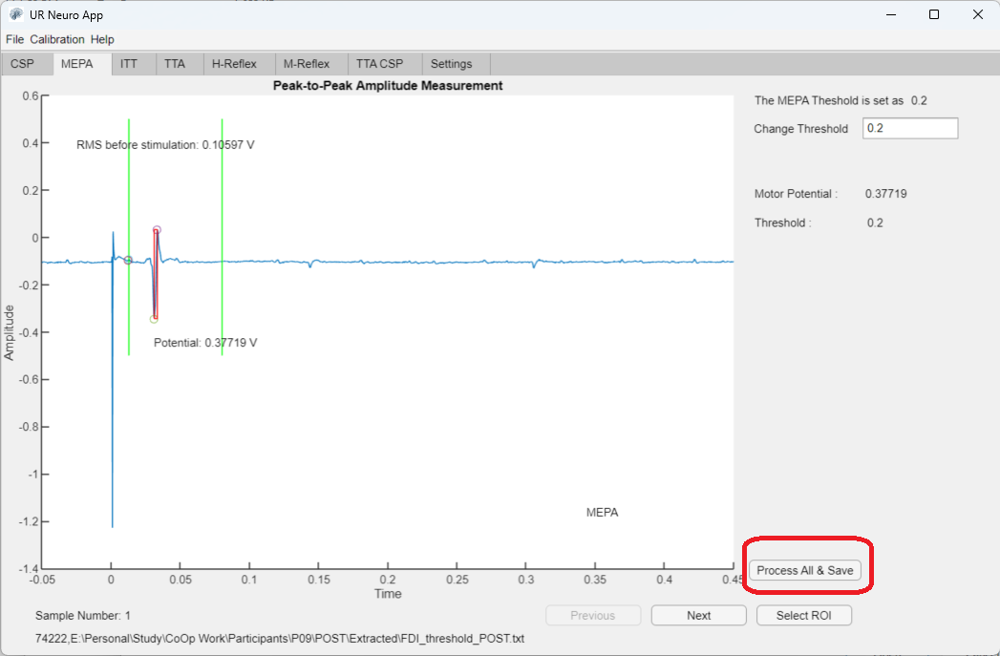 UR Neuro App
File Calibration Help
CSP MEPA ITT TTA H-Reflex M-Reflex TTA CSP Settings
Peak-to-Peak Amplitude Measurement
The MEPA Theshold is set as 0.2
Change Threshold 0.2
RMS before stimulation: 0.10597 V
Motor Potential : 0.37719
Threshold : 0.2
Potential: 0.37719 V
MEPA
Amplitude
0.6
0.4
0.2
0
-0.2
-0.4
-0.6
-0.8
-1
-1.2
-1.4
-0.05 0 0.05 0.1 0.15 0.2 0.25 0.3 0.35 0.4 0.45
Time
Process All & Save
Sample Number: 1
Previous Next Select ROI
74222,E:\Personal\Study\CoOp Work\Participants\P09\POST\Extracted\FDI_threshold_POST.txt